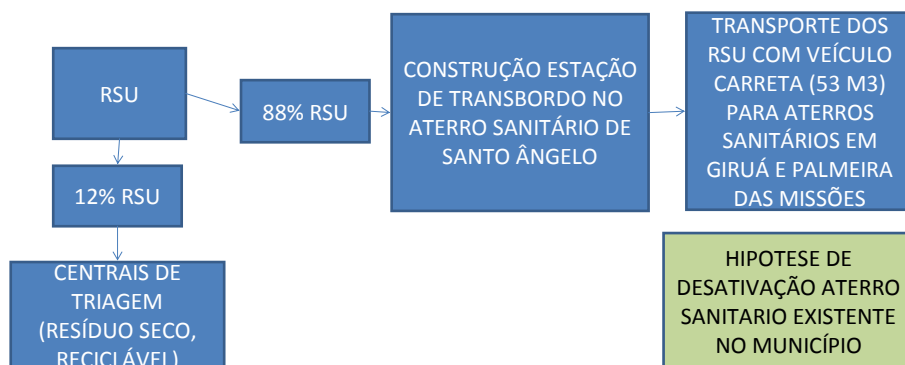 RSU
88% RSU
12% RSU
CENTRAIS DE
TRIAGEM
(RESÍDUO SECO,
RECICLÁVEL)
CONSTRUÇÃO ESTAÇÃO
DE TRANSBORDO NO
ATERRO SANITÁRIO DE
SANTO ÂNGELO
TRANSPORTE DOS
RSU COM VEÍCULO
CARRETA (53 M3)
PARA ATERROS
SANITÁRIOS EM
GIRUÁ E PALMEIRA
DAS MISSÕES
HIPOTESE DE
DESATIVAÇÃO ATERRO
SANITARIO EXISTENTE
NO MUNICÍPIO